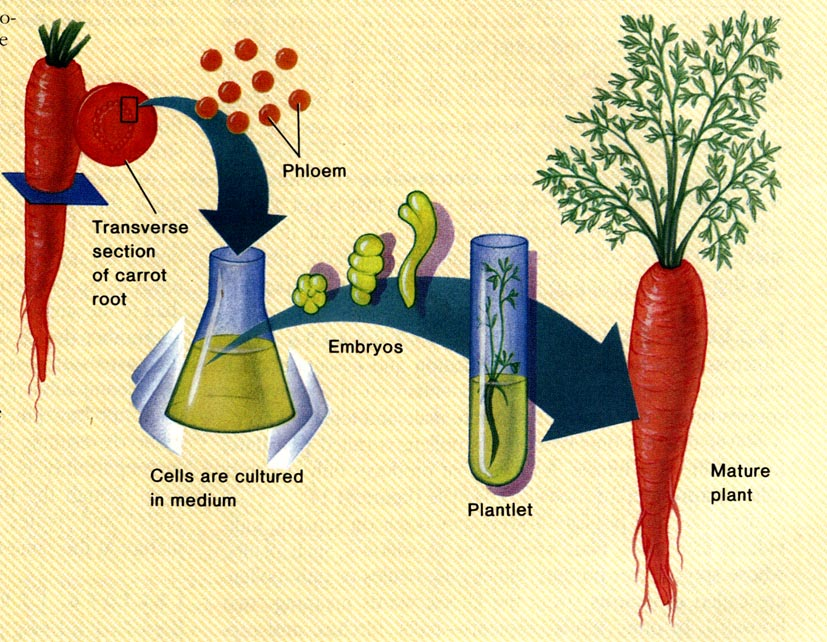 o-
e
Phloem
Transverse
section
of carrot
root
Embryos
Cells are cultured
in medium
Plantlet
Mature
plant
e